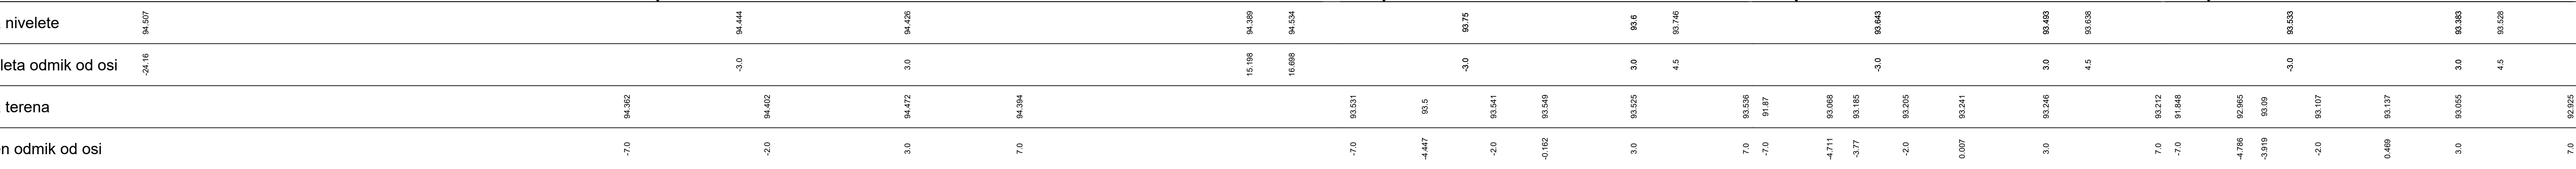 nivelete 94.507 94.444 94.426 94.389 94.534 93.75 93.6 93.746 93.643 93.493 93.638 93.533 93.383 93.528
leta odmik od osi -24.16 -3.0 3.0 15.198 16.698 -3.0 3.0 4.5 -3.0 3.0 4.5 -3.0 3.0 4.5
terena 94.362 94.402 94.472 94.394 93.531 93.5 93.541 93.549 93.525 93.536 91.87 93.068 93.185 93.205 93.241 93.246 93.212 91.848 92.965 93.09 93.107 93.137 93.055 92.925
n odmik od osi -7.0 -2.0 3.0 7.0 -7.0 -4.447 -2.0 -0.162 3.0 7.0 -7.0 -4.711 -3.77 -2.0 0.007 3.0 7.0 -7.0 -4.786 -3.919 -2.0 0.469 3.0 7.0